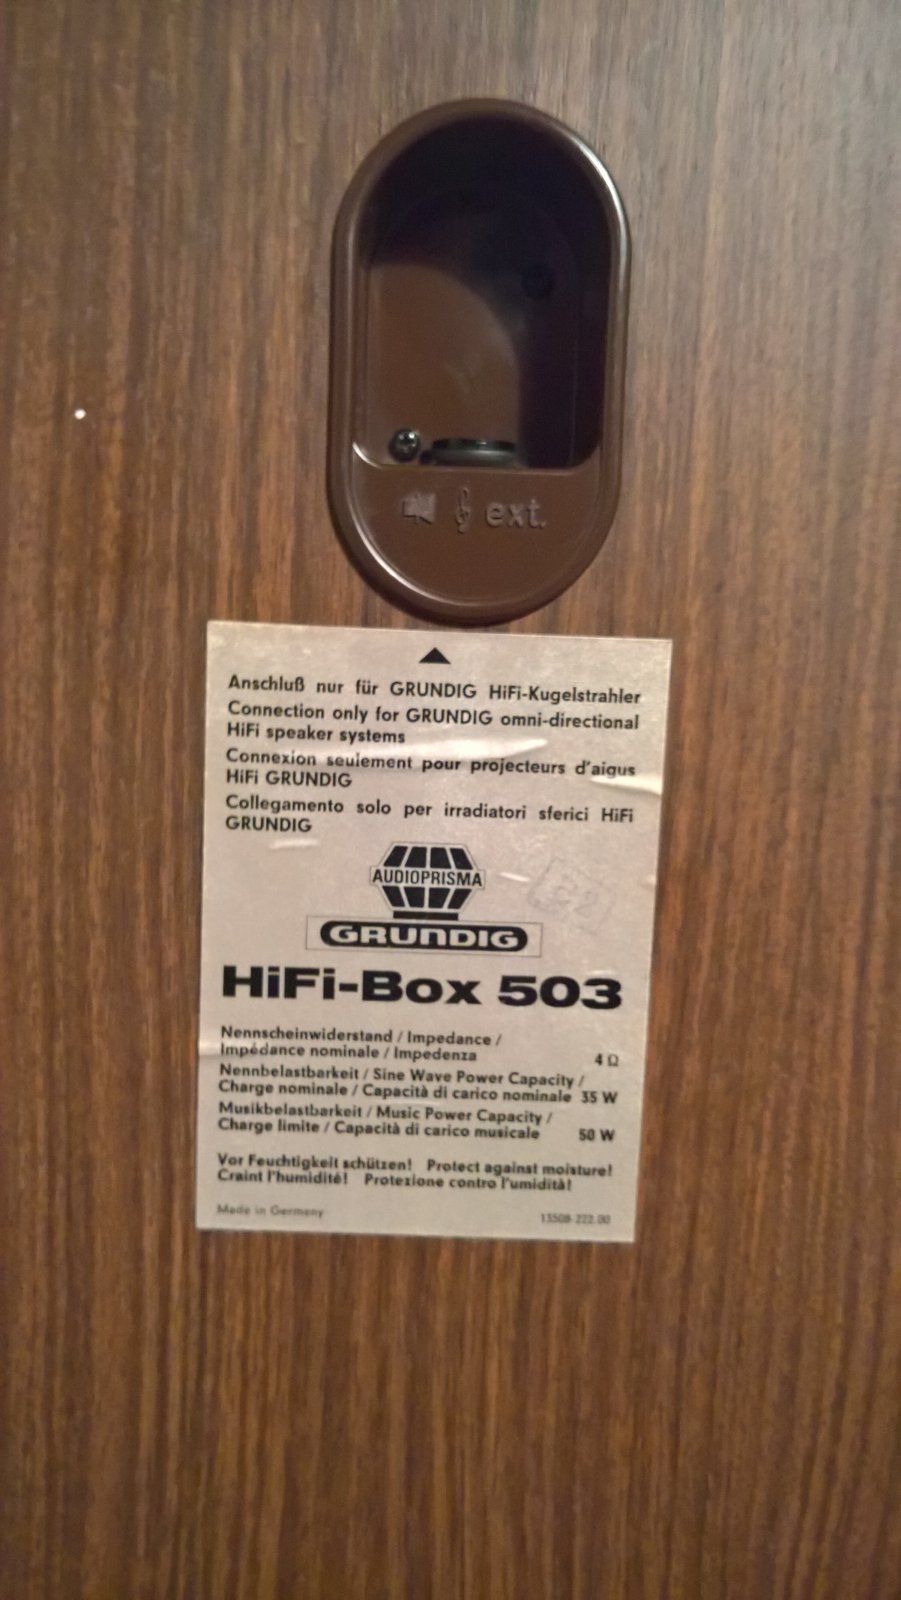 ext.
Anschluß nur für GRUNDIG HiFi-Kugelstrahler
Connection only for GRUNDIG omni-directional
HiFi speaker systems
Connexion seulement pour projecteurs d'aigus
HiFi GRUNDIG
Collegamento solo per irradiatori sferici HiFi
GRUNDIG
AUDIOPRISMA
GRUNDIG
HiFi-Box 503
Nennscheinwiderstand / Impedance /
Impédance nominale / Impedenza 4 Ω
Nennbelastbarkeit / Sine Wave Power Capacity /
Charge nominale / Capacità di carico nominale 35 W
Musikbelastbarkeit / Music Power Capacity /
Charge limite / Capacità di carico musicale 50 W
Vor Feuchtigkeit schützen! Protect against moisture!
Craint l'humidité! Protezione contro l'umidità!
Made in Germany 13508-222.00